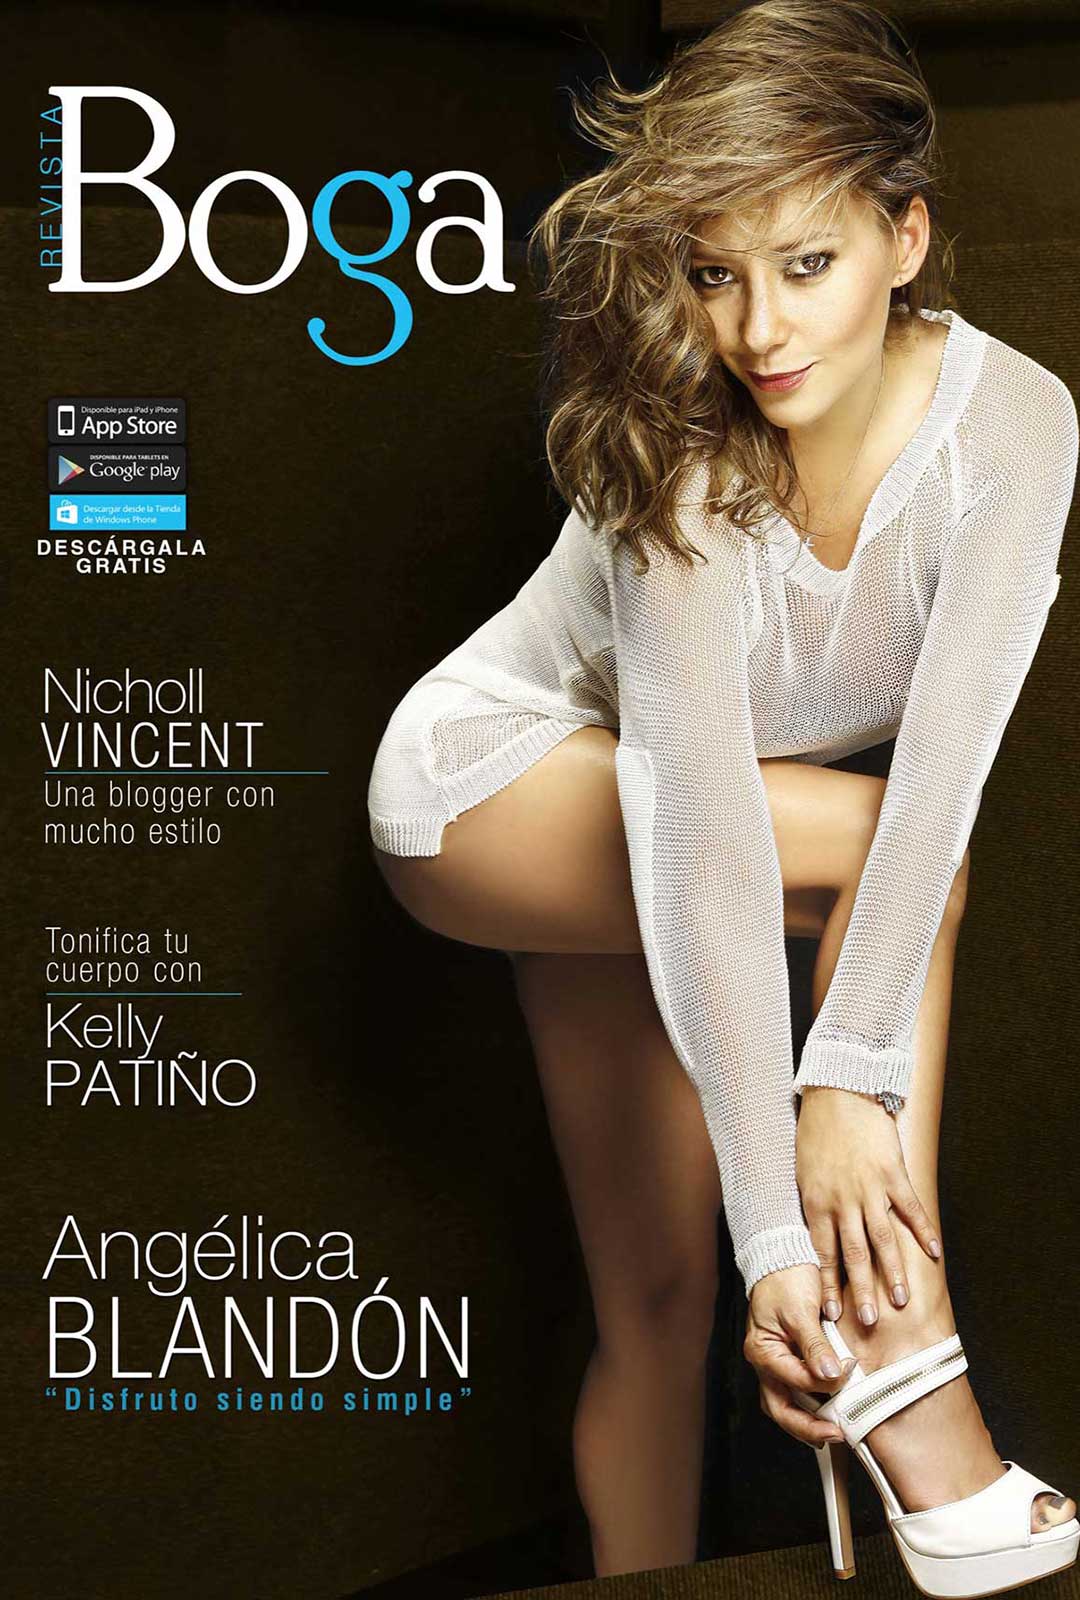 REVISTA
Boga
Disponible para iPad y iPhone
App Store
DISPONIBLE PARA TABLETS EN
Google play
Descargar desde la Tienda
de Windows Phone
DESCÁRGALA
GRATIS
Nicholl
VINCENT
Una blogger con
mucho estilo
Tonifica tu
cuerpo con
Kelly
PATIÑO
Angélica
BLANDÓN
“Disfruto siendo simple”